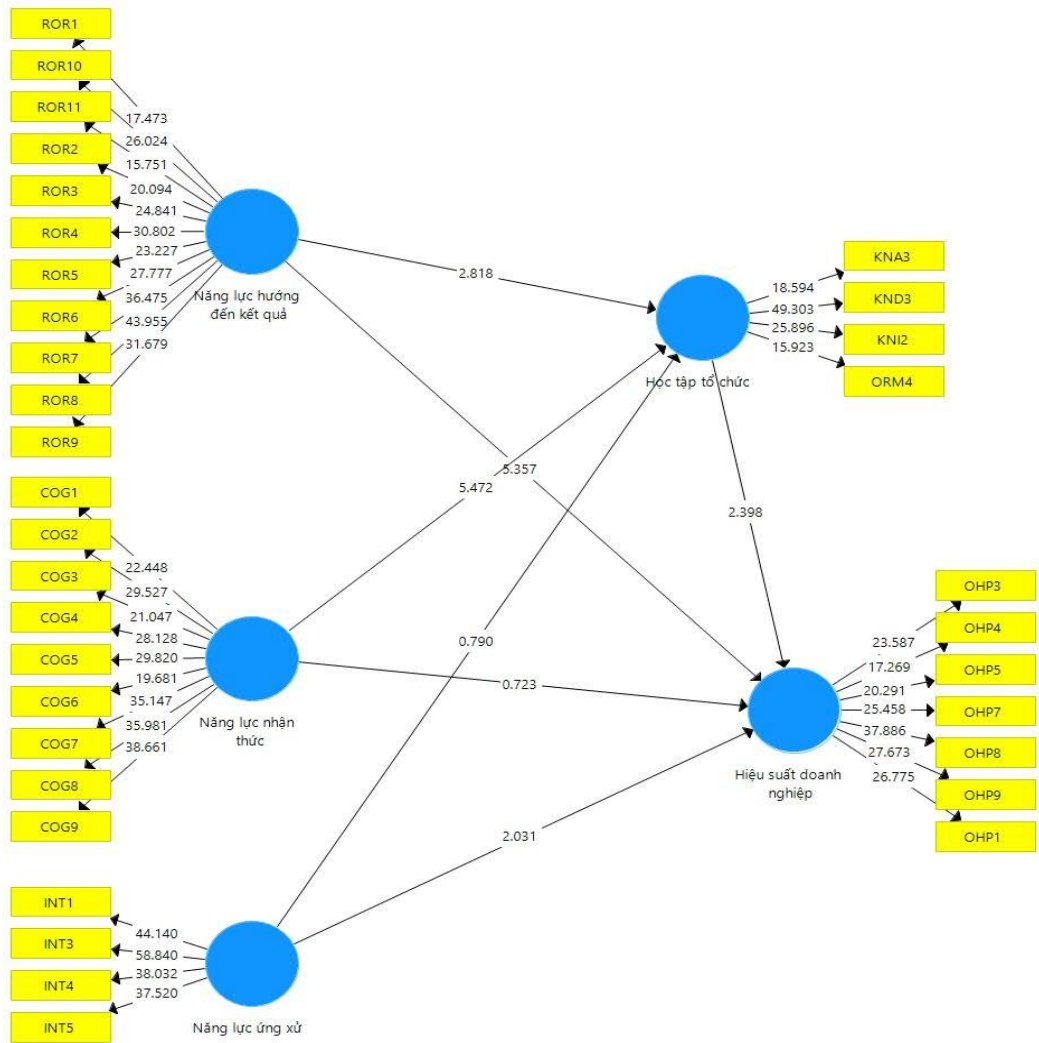 ROR1
ROR10
ROR11
ROR2
ROR3
ROR4
ROR5
ROR6
ROR7
ROR8
ROR9
17.473
26.024
15.751
20.094
24.841
30.802
23.227
27.777
36.475
43.955
31.679
Năng lực hướng
đến kết quả
COG1
COG2
COG3
COG4
COG5
COG6
COG7
COG8
COG9
22.448
29.527
21.047
28.128
29.820
19.681
35.147
35.981
38.661
Năng lực nhận
thức
INT1
INT3
INT4
INT5
44.140
58.840
38.032
37.520
Năng lực ứng xử
2.818
5.357
5.472
0.790
0.723
2.031
2.398
Học tập tổ chức
18.594
49.303
25.896
15.923
KNA3
KND3
KNI2
ORM4
Hiệu suất doanh
nghiệp
23.587
17.269
20.291
25.458
37.886
27.673
26.775
OHP3
OHP4
OHP5
OHP7
OHP8
OHP9
OHP1